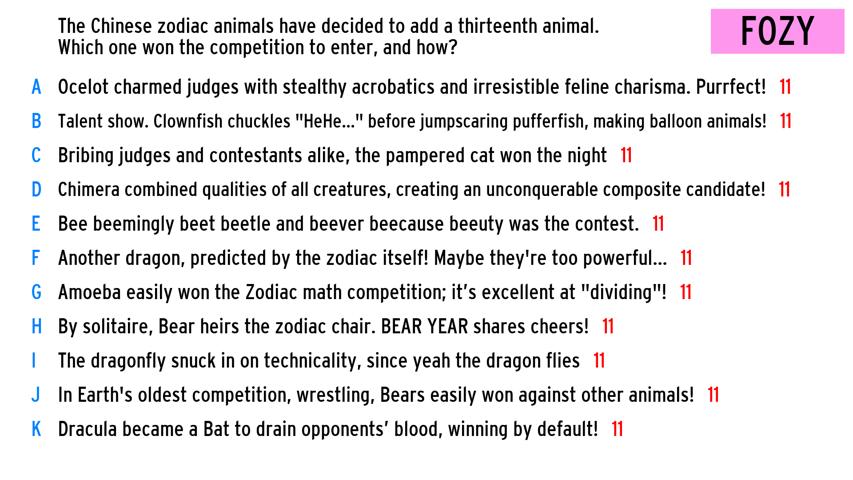 The Chinese zodiac animals have decided to add a thirteenth animal.
Which one won the competition to enter, and how?
FOZY
A Ocelot charmed judges with stealthy acrobatics and irresistible feline charisma. Purrfect! 11
B Talent show. Clownfish chuckles "HeHe..." before jumpscaring pufferfish, making balloon animals! 11
C Bribing judges and contestants alike, the pampered cat won the night 11
D Chimera combined qualities of all creatures, creating an unconquerable composite candidate! 11
E Bee beemingly beet beetle and beever beecause beeuty was the contest. 11
F Another dragon, predicted by the zodiac itself! Maybe they're too powerful... 11
G Amoeba easily won the Zodiac math competition; it’s excellent at "dividing"! 11
H By solitaire, Bear heirs the zodiac chair. BEAR YEAR shares cheers! 11
I The dragonfly snuck in on technicality, since yeah the dragon flies 11
J In Earth's oldest competition, wrestling, Bears easily won against other animals! 11
K Dracula became a Bat to drain opponents’ blood, winning by default! 11